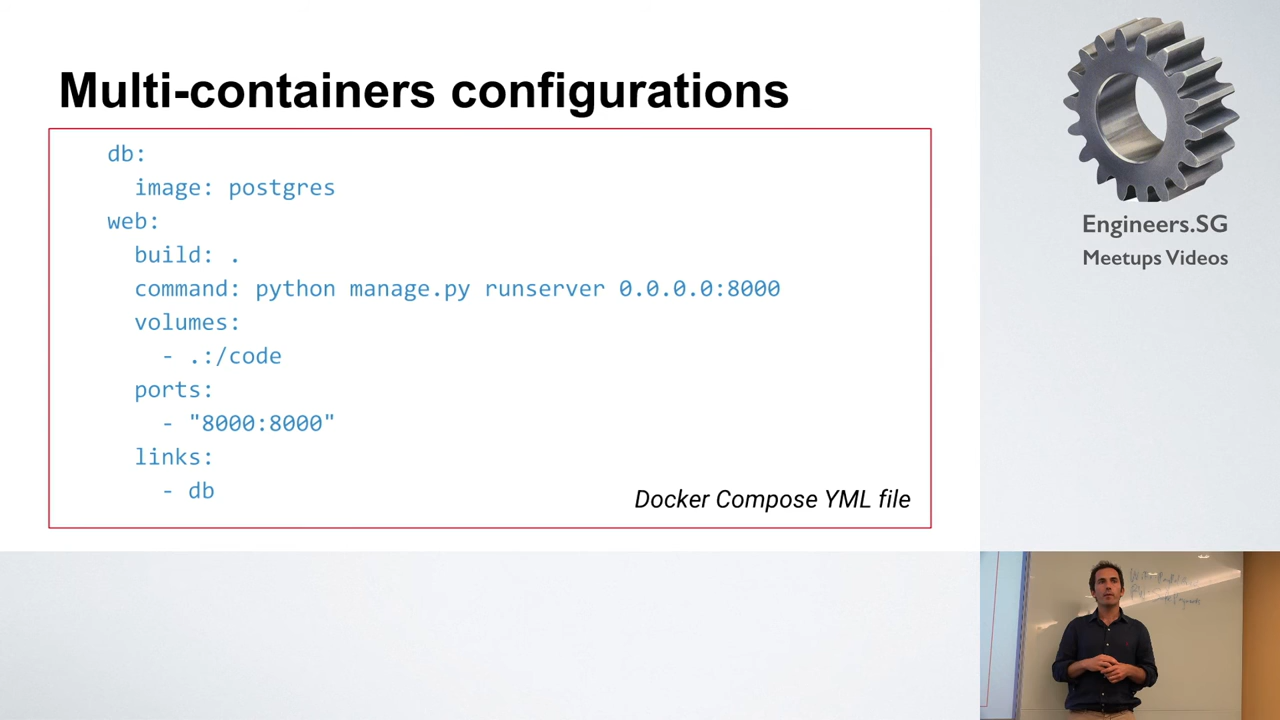 Multi-containers configurations
db:
image: postgres
web:
build: .
command: python manage.py runserver 0.0.0.0:8000
volumes:
- .:/code
ports:
- "8000:8000"
links:
- db
Docker Compose YML file
Engineers.SG
Meetups Videos